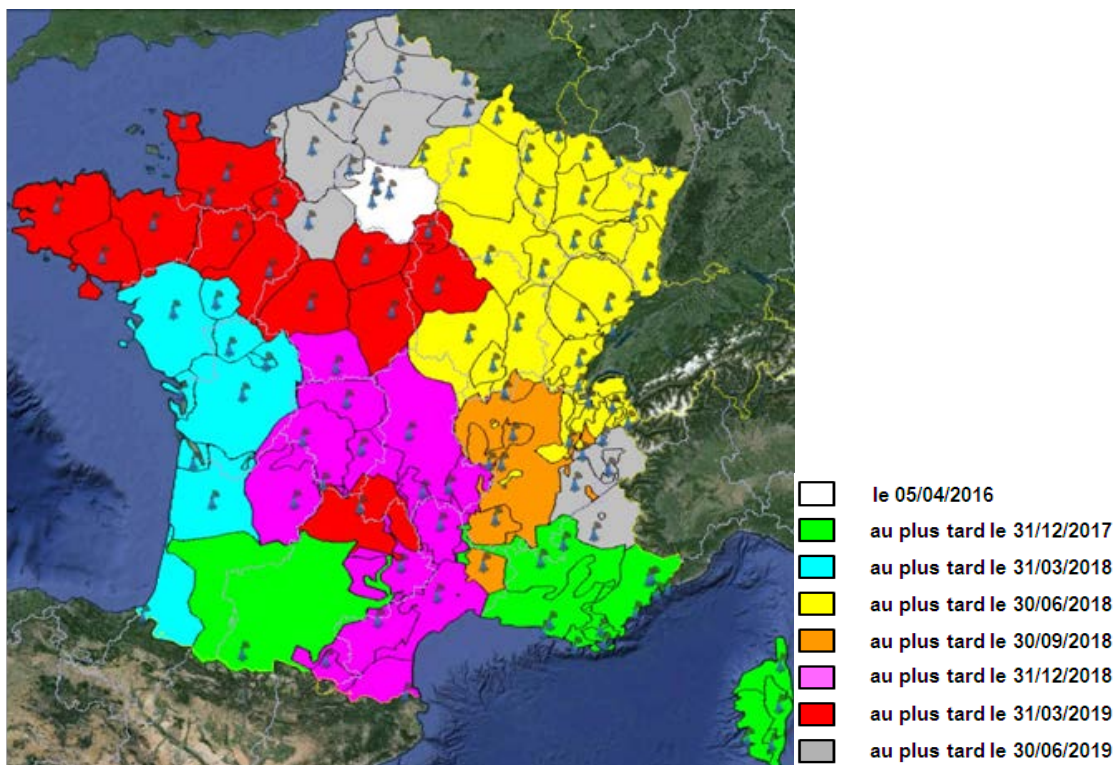 le 05/04/2016
au plus tard le 31/12/2017
au plus tard le 31/03/2018
au plus tard le 30/06/2018
au plus tard le 30/09/2018
au plus tard le 31/12/2018
au plus tard le 31/03/2019
au plus tard le 30/06/2019